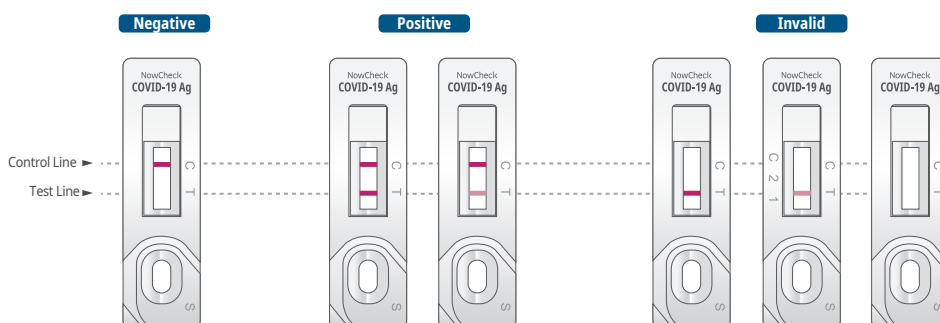 Negative
Positive
Invalid
NowCheck
COVID-19 Ag
NowCheck
COVID-19 Ag
NowCheck
COVID-19 Ag
NowCheck
COVID-19 Ag
NowCheck
COVID-19 Ag
NowCheck
COVID-19 Ag
Control Line
C
C
C
C
C
C
C
Test Line
T
T
T
T
2
1
T
T
S
S
S
S
S
S